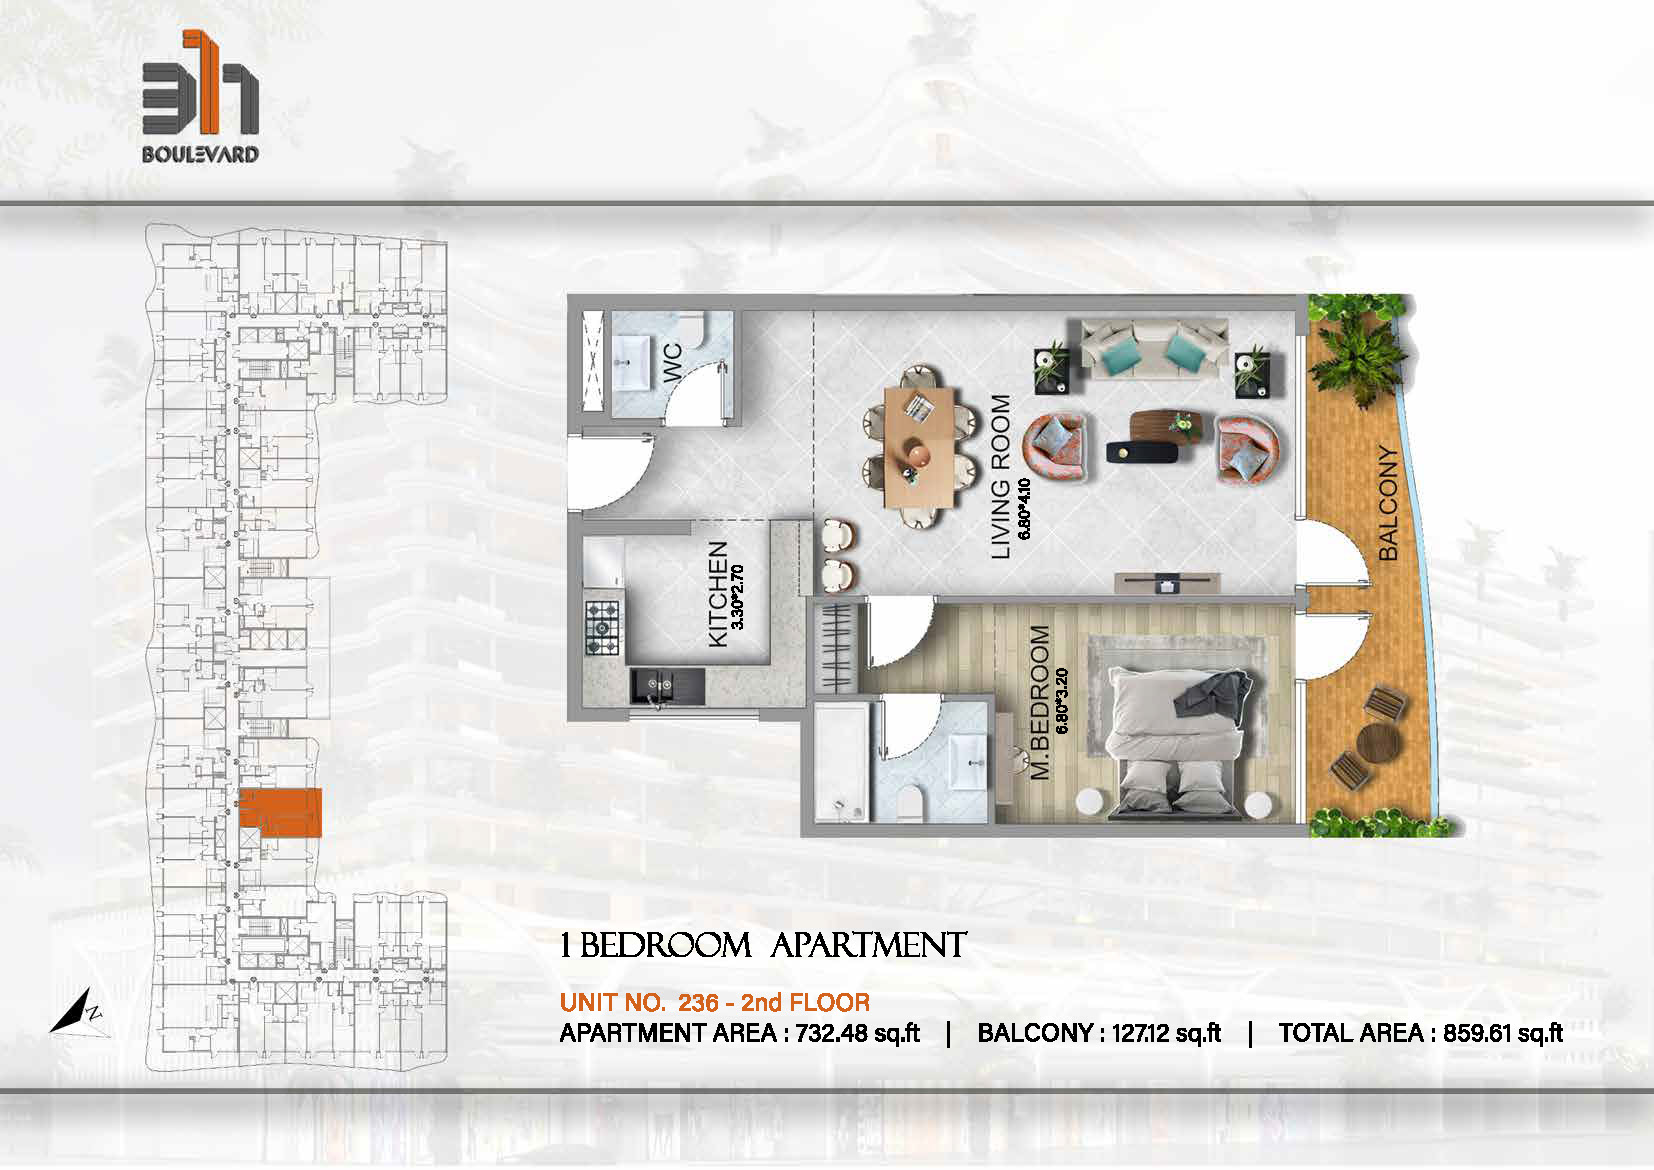 311
BOULEVARD
WC
LIVING ROOM
6.80*4.10
KITCHEN
3.30*2.70
M.BEDROOM
6.80*3.20
BALCONY
N
1 BEDROOM APARTMENT
UNIT NO. 236 - 2nd FLOOR
APARTMENT AREA : 732.48 sq.ft | BALCONY : 127.12 sq.ft | TOTAL AREA : 859.61 sq.ft